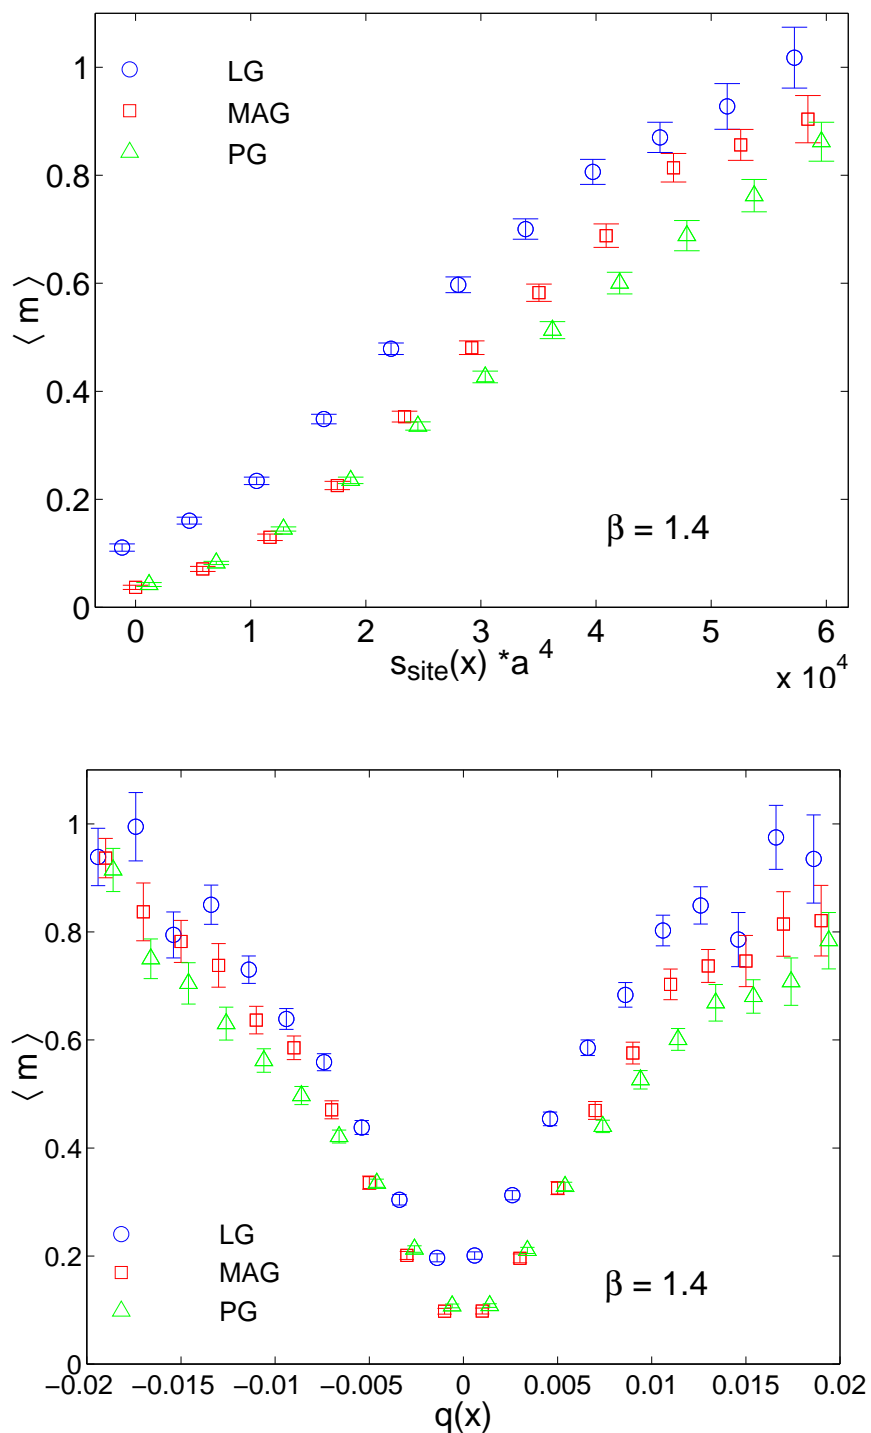 1
0.8
0.6
0.4
0.2
0
⟨ m ⟩
LG
MAG
PG
β = 1.4
0 1 2 3 4 5 6
s_site(x) *a ^4
x 10^4
1
0.8
0.6
0.4
0.2
0
⟨ m ⟩
LG
MAG
PG
β = 1.4
−0.02 −0.015 −0.01 −0.005 0 0.005 0.01 0.015 0.02
q(x)